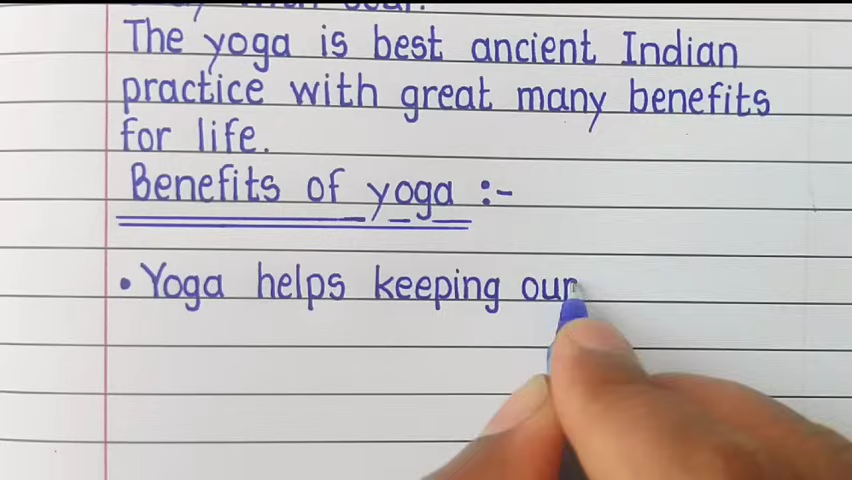 The yoga is best ancient Indian
practice with great many benefits
for life.
Benefits of yoga :-
• Yoga helps keeping our